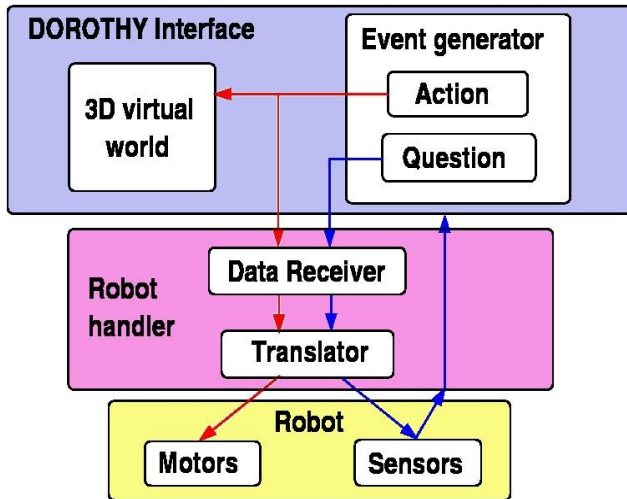 DOROTHY Interface
Event generator
3D virtual
world
Action
Question
Robot
handler
Data Receiver
Translator
Robot
Motors
Sensors